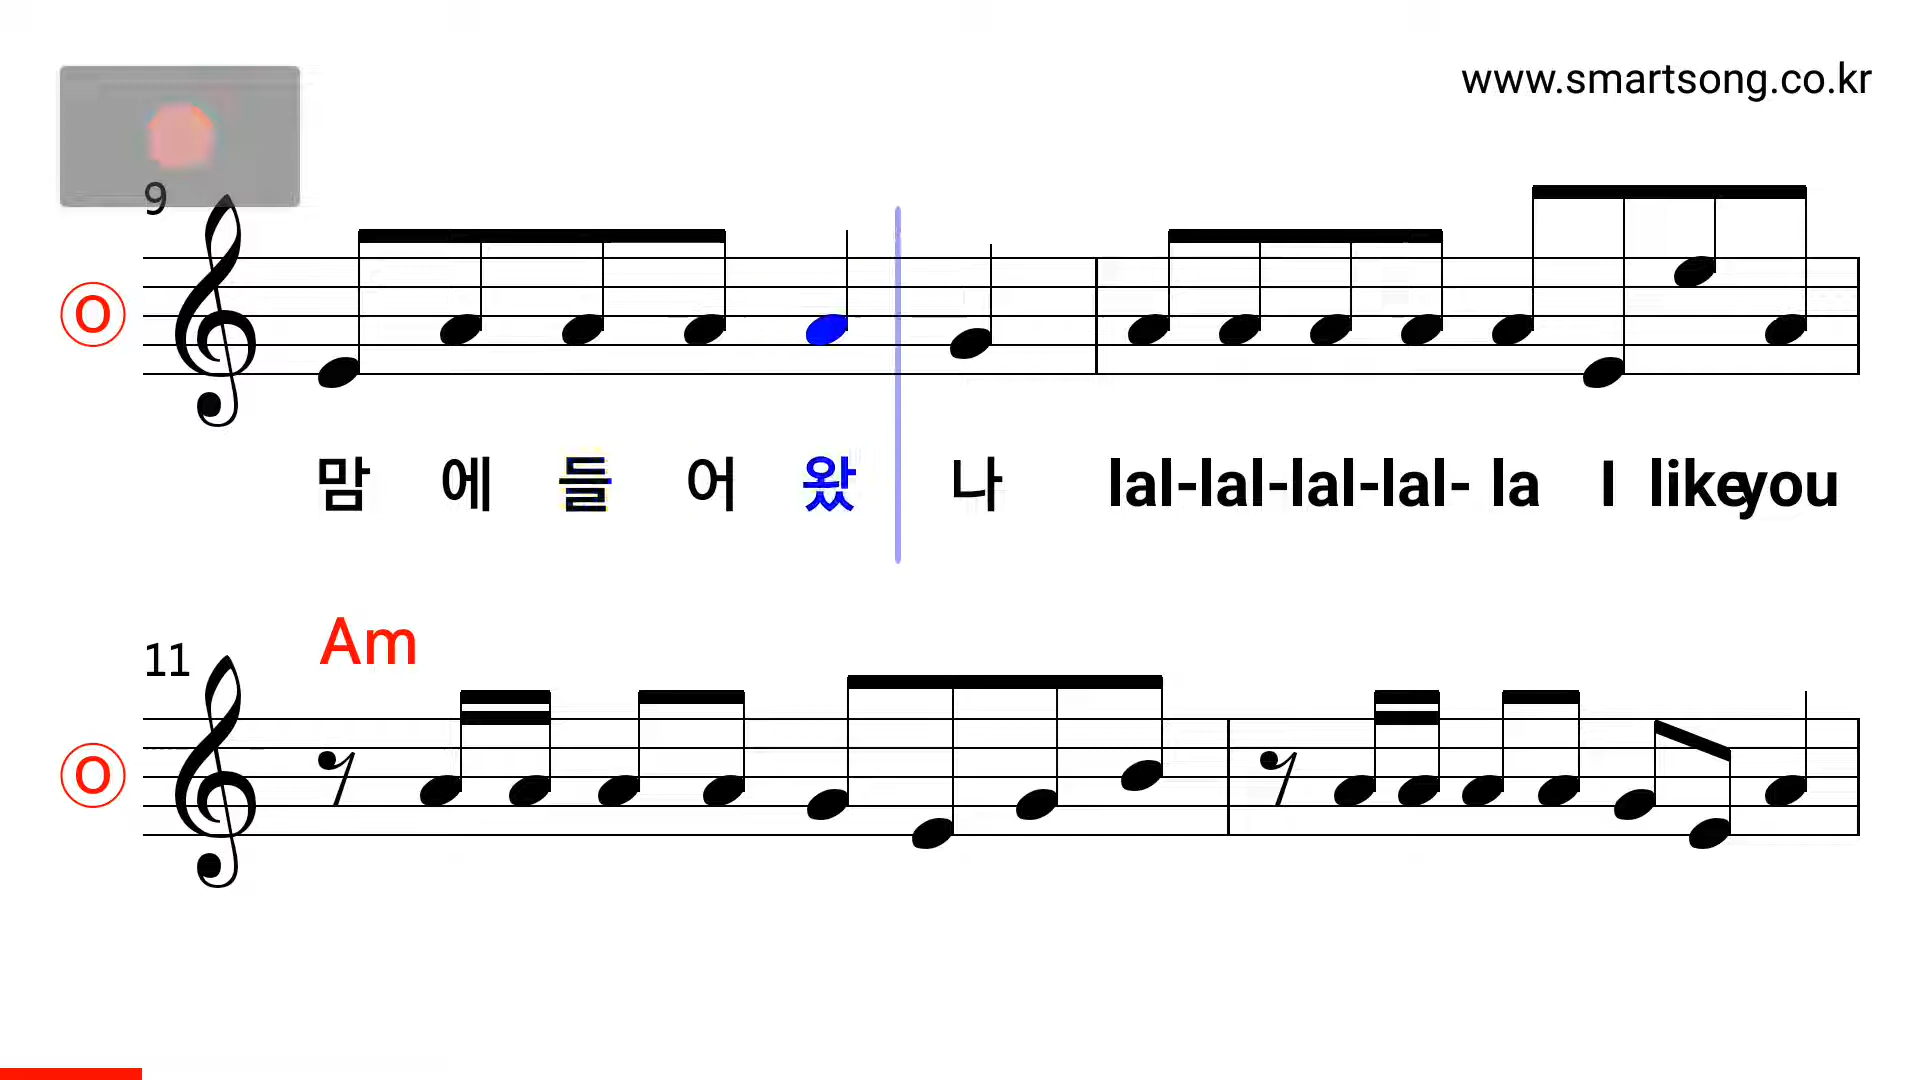 www.smartsong.co.kr
9
O
맘 에 들 어 왔 나 lal-lal-lal-lal- la I like you
Am
11
O